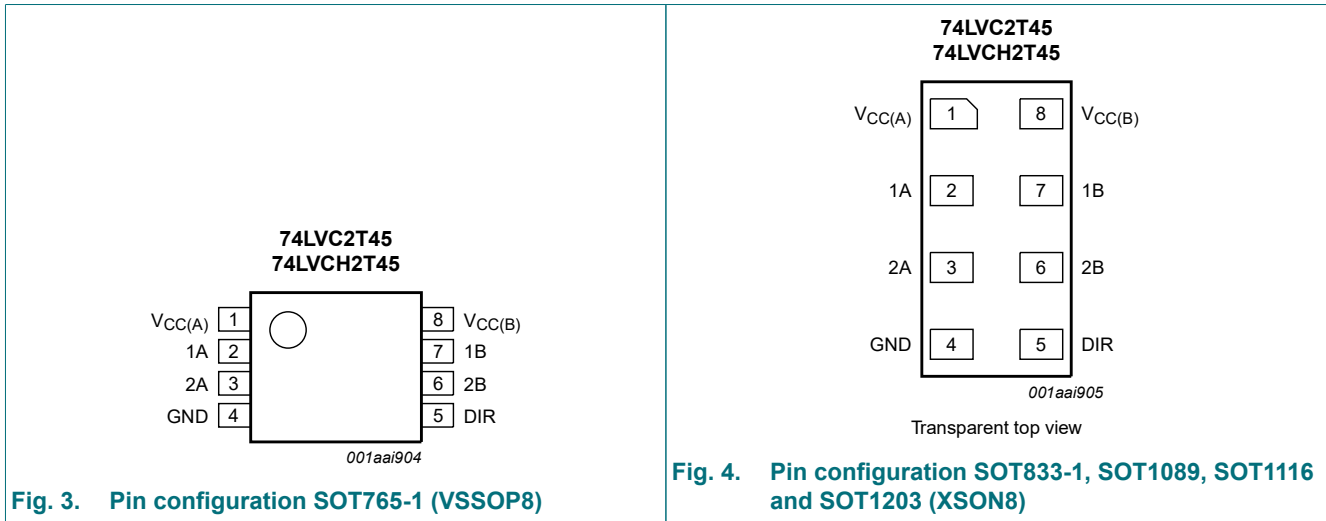 74LVC2T45
74LVCH2T45
VCC(A) 1 8 VCC(B)
1A 2 7 1B
2A 3 6 2B
GND 4 5 DIR
001aai904
Fig. 3. Pin configuration SOT765-1 (VSSOP8)
74LVC2T45
74LVCH2T45
VCC(A) 1 8 VCC(B)
1A 2 7 1B
2A 3 6 2B
GND 4 5 DIR
001aai905
Transparent top view
Fig. 4. Pin configuration SOT833-1, SOT1089, SOT1116
and SOT1203 (XSON8)